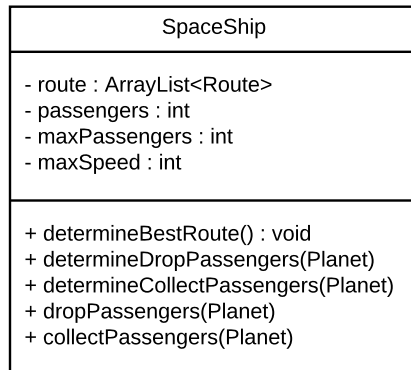 SpaceShip
- route : ArrayList<Route>
- passengers : int
- maxPassengers : int
- maxSpeed : int
+ determineBestRoute() : void
+ determineDropPassengers(Planet)
+ determineCollectPassengers(Planet)
+ dropPassengers(Planet)
+ collectPassengers(Planet)